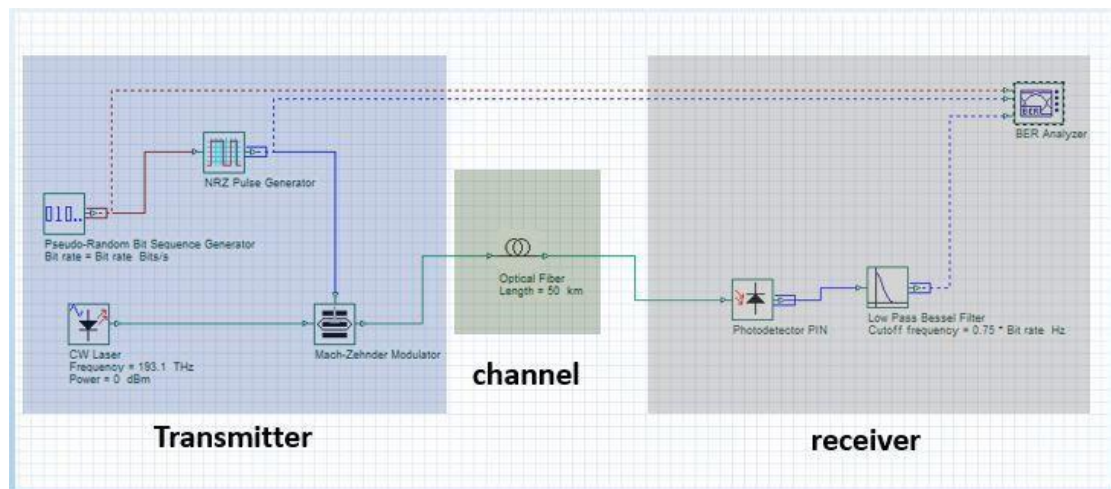 BER
BER Analyzer
NRZ Pulse Generator
010..
Pseudo-Random Bit Sequence Generator
Bit rate = Bit rate Bits/s
Optical Fiber
Length = 50 km
CW Laser
Frequency = 193.1 THz
Power = 0 dBm
Mach-Zehnder Modulator
Photodetector PIN
Low Pass Bessel Filter
Cutoff frequency = 0.75 * Bit rate Hz
channel
Transmitter
receiver